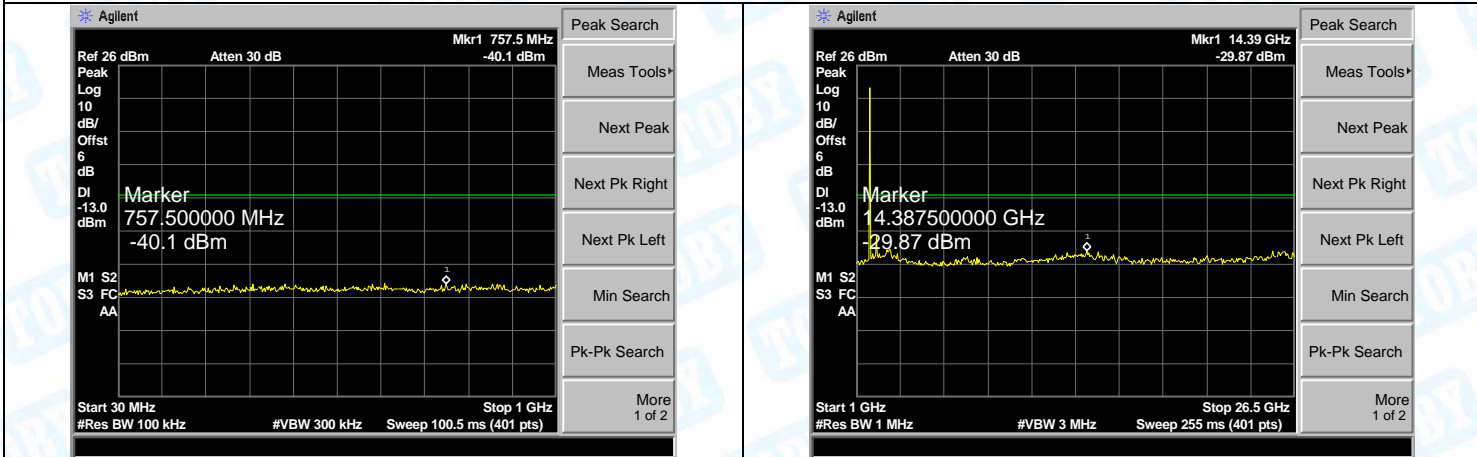 Agilent
Peak Search
Mkr1 757.5 MHz
Ref 26 dBm Atten 30 dB -40.1 dBm
Peak
Log
10
dB/
Offst
6
dB
DI
-13.0
dBm
M1 S2
S3 FC
AA
Marker
757.500000 MHz
-40.1 dBm
1
Start 30 MHz Stop 1 GHz
#Res BW 100 kHz #VBW 300 kHz Sweep 100.5 ms (401 pts)
Meas Tools
Next Peak
Next Pk Right
Next Pk Left
Min Search
Pk-Pk Search
More
1 of 2
Agilent
Peak Search
Mkr1 14.39 GHz
Ref 26 dBm Atten 30 dB -29.87 dBm
Peak
Log
10
dB/
Offst
6
dB
DI
-13.0
dBm
M1 S2
S3 FC
AA
Marker
14.387500000 GHz
-29.87 dBm
1
Start 1 GHz Stop 26.5 GHz
#Res BW 1 MHz #VBW 3 MHz Sweep 255 ms (401 pts)
Meas Tools
Next Peak
Next Pk Right
Next Pk Left
Min Search
Pk-Pk Search
More
1 of 2
TOBY